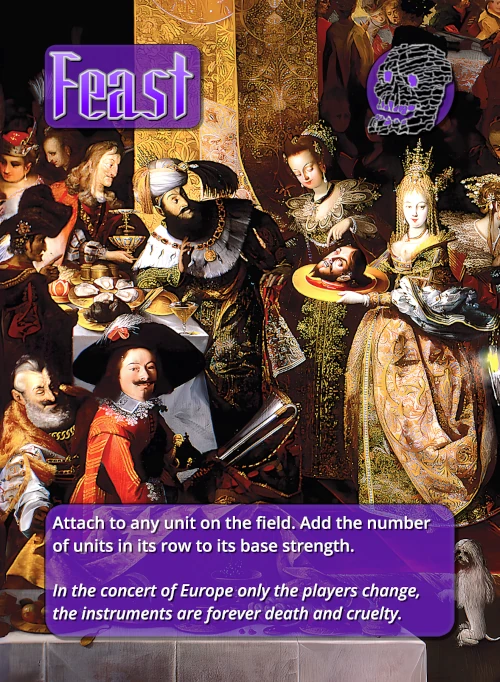 Feast
Attach to any unit on the field. Add the number
of units in its row to its base strength.
In the concert of Europe only the players change,
the instruments are forever death and cruelty.